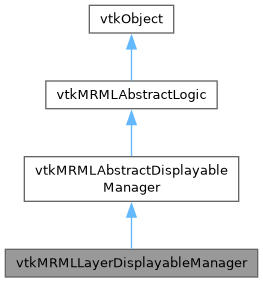 vtkObject
vtkMRMLAbstractLogic
vtkMRMLAbstractDisplayable
Manager
vtkMRMLLayerDisplayableManager